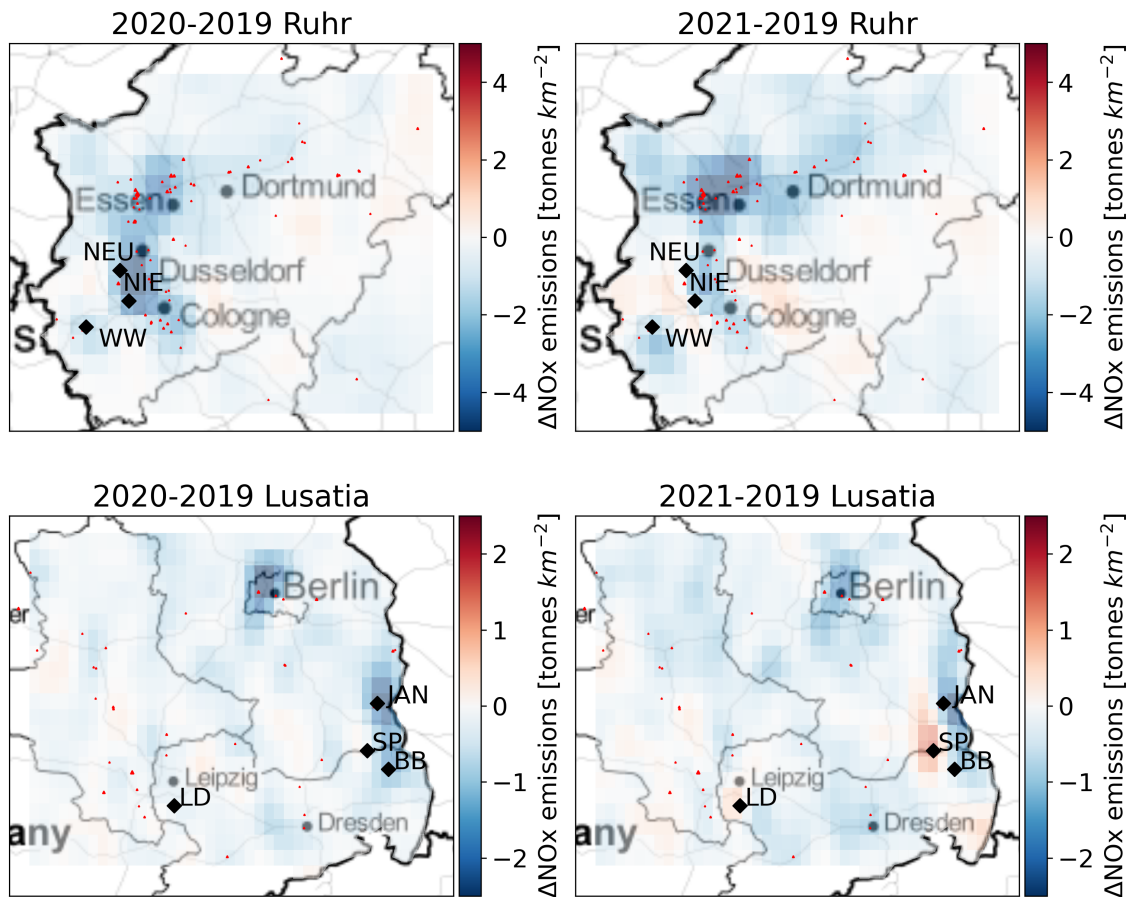 2020-2019 Ruhr
2021-2019 Ruhr
Essen
Dortmund
NEU
Dusseldorf
NIE
Cologne
WW
S
4
2
0
−2
−4
ΔNOx emissions [tonnes km⁻²]
Essen
Dortmund
NEU
Dusseldorf
NIE
Cologne
WW
S
4
2
0
−2
−4
ΔNOx emissions [tonnes km⁻²]
2020-2019 Lusatia
2021-2019 Lusatia
Berlin
er
JAN
SP
BB
Leipzig
LD
Dresden
any
2
1
0
−1
−2
ΔNOx emissions [tonnes km⁻²]
Berlin
er
JAN
SP
BB
Leipzig
LD
Dresden
any
2
1
0
−1
−2
ΔNOx emissions [tonnes km⁻²]